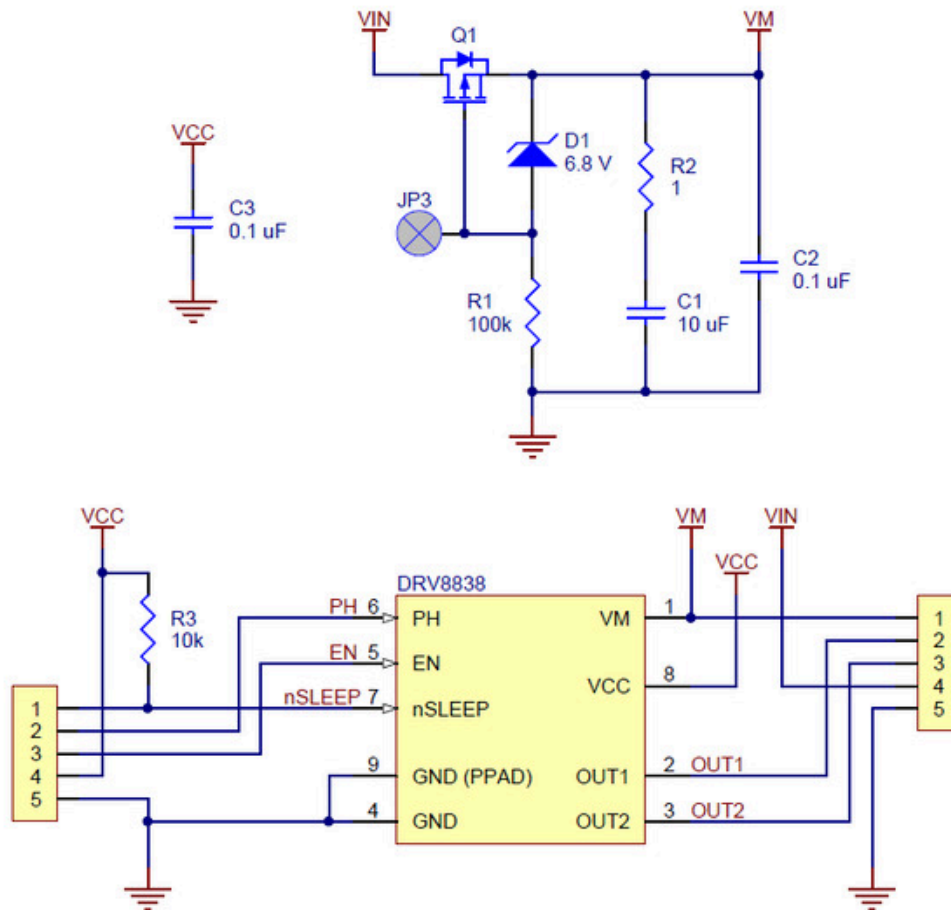 VIN
Q1
VM
VCC
C3
0.1 uF
D1
6.8 V
R2
1
JP3
R1
100k
C1
10 uF
C2
0.1 uF
VCC
R3
10k
VM
VIN
VCC
DRV8838
PH 6 PH
EN 5 EN
nSLEEP 7 nSLEEP
9 GND (PPAD)
4 GND
VM 1
VCC 8
OUT1 2 OUT1
OUT2 3 OUT2
1
2
3
4
5
1
2
3
4
5